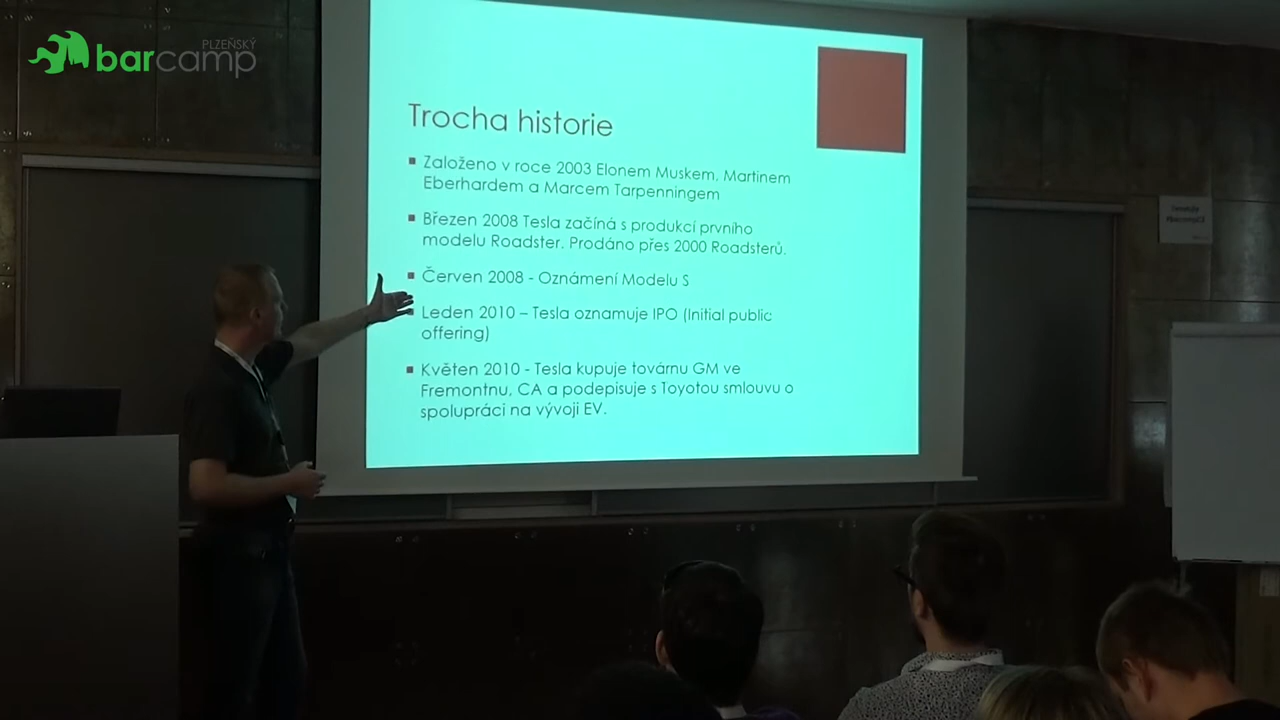 PLZEŇSKÝ
barcamp
Trocha historie
Založeno v roce 2003 Elonem Muskem, Martinem
Eberhardem a Marcem Tarpenningem
Březen 2008 Tesla začíná s produkcí prvního
modelu Roadster. Prodáno přes 2000 Roadsterů.
Červen 2008 - Oznámení Modelu S
Leden 2010 – Tesla oznamuje IPO (Initial public
offering)
Květen 2010 - Tesla kupuje továrnu GM ve
Fremontnu, CA a podepisuje s Toyotou smlouvu o
spolupráci na vývoji EV.